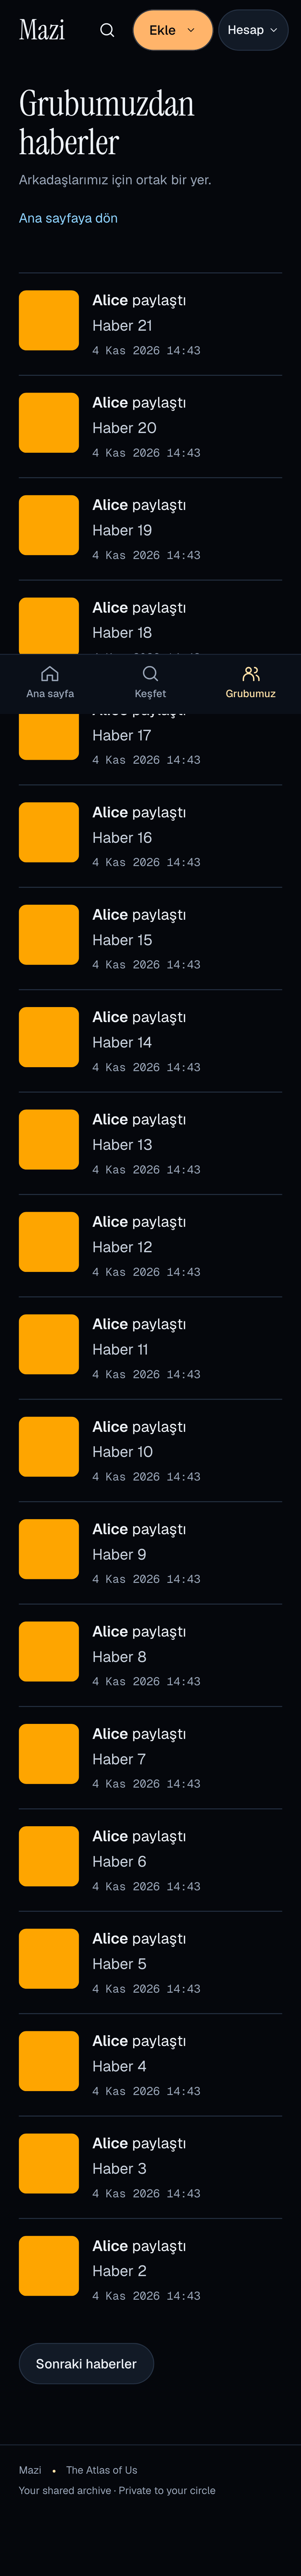 Mazi
Ekle
Hesap
Grubumuzdan
haberler
Arkadaşlarımız için ortak bir yer.
Ana sayfaya dön
Alice paylaştı
Haber 21
4 Kas 2026 14:43
Alice paylaştı
Haber 20
4 Kas 2026 14:43
Alice paylaştı
Haber 19
4 Kas 2026 14:43
Alice paylaştı
Haber 18
Ana sayfa
Keşfet
Grubumuz
Haber 17
4 Kas 2026 14:43
Alice paylaştı
Haber 16
4 Kas 2026 14:43
Alice paylaştı
Haber 15
4 Kas 2026 14:43
Alice paylaştı
Haber 14
4 Kas 2026 14:43
Alice paylaştı
Haber 13
4 Kas 2026 14:43
Alice paylaştı
Haber 12
4 Kas 2026 14:43
Alice paylaştı
Haber 11
4 Kas 2026 14:43
Alice paylaştı
Haber 10
4 Kas 2026 14:43
Alice paylaştı
Haber 9
4 Kas 2026 14:43
Alice paylaştı
Haber 8
4 Kas 2026 14:43
Alice paylaştı
Haber 7
4 Kas 2026 14:43
Alice paylaştı
Haber 6
4 Kas 2026 14:43
Alice paylaştı
Haber 5
4 Kas 2026 14:43
Alice paylaştı
Haber 4
4 Kas 2026 14:43
Alice paylaştı
Haber 3
4 Kas 2026 14:43
Alice paylaştı
Haber 2
4 Kas 2026 14:43
Sonraki haberler
Mazi • The Atlas of Us
Your shared archive · Private to your circle